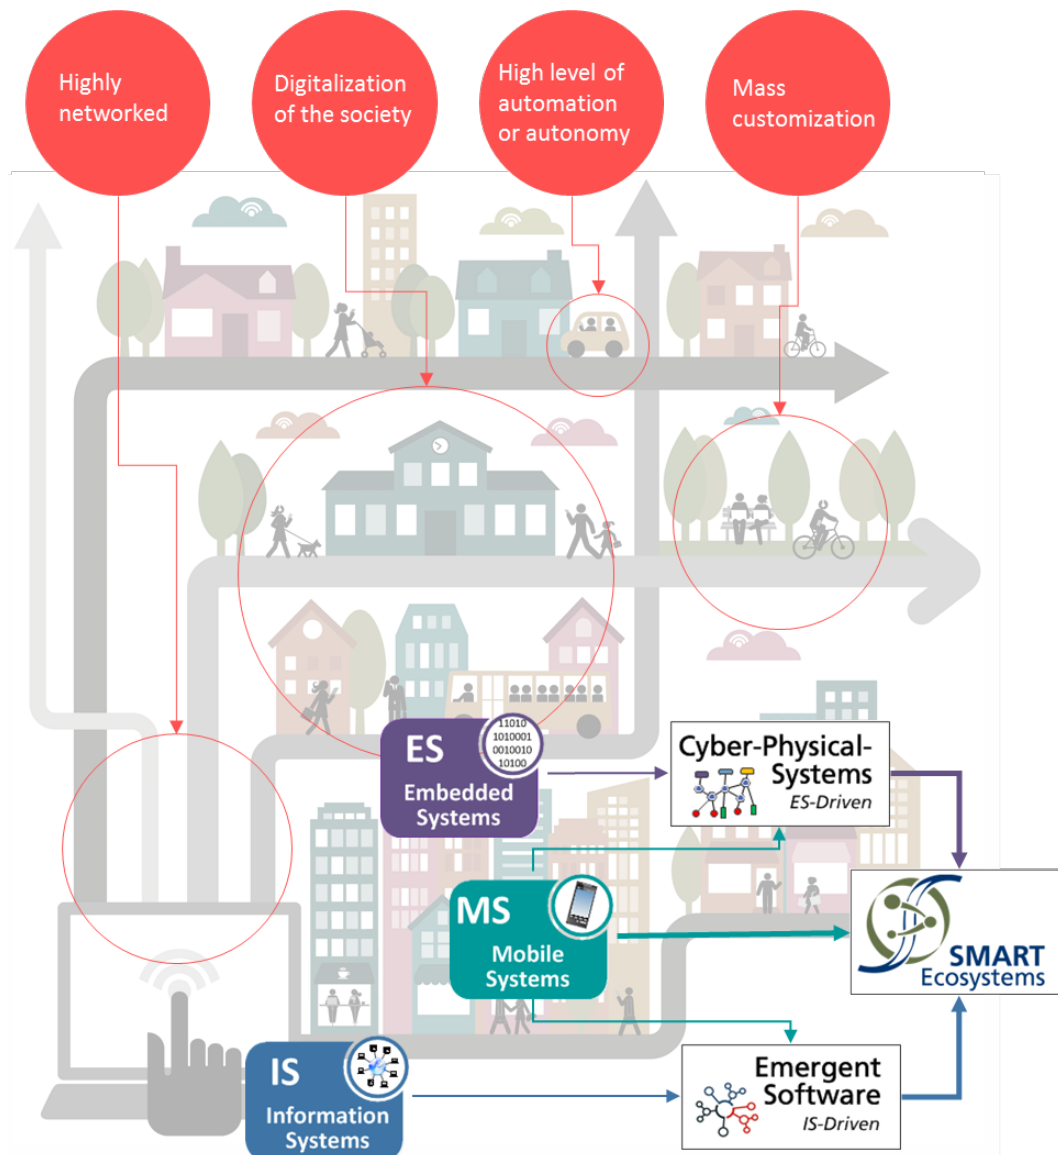 Highly
networked
Digitalization
of the society
High level of
automation
or autonomy
Mass
customization
ES
11010
1010001
0010010
10100
Embedded
Systems
Cyber-Physical-
Systems
ES-Driven
MS
Mobile
Systems
SMART
Ecosystems
IS
Information
Systems
Emergent
Software
IS-Driven